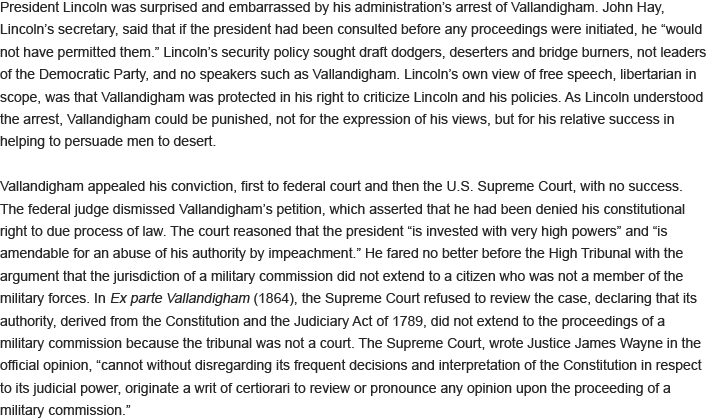 President Lincoln was surprised and embarrassed by his administration’s arrest of Vallandigham. John Hay,
Lincoln’s secretary, said that if the president had been consulted before any proceedings were initiated, he “would
not have permitted them.” Lincoln’s security policy sought draft dodgers, deserters and bridge burners, not leaders
of the Democratic Party, and no speakers such as Vallandigham. Lincoln’s own view of free speech, libertarian in
scope, was that Vallandigham was protected in his right to criticize Lincoln and his policies. As Lincoln understood
the arrest, Vallandigham could be punished, not for the expression of his views, but for his relative success in
helping to persuade men to desert.
Vallandigham appealed his conviction, first to federal court and then the U.S. Supreme Court, with no success.
The federal judge dismissed Vallandigham’s petition, which asserted that he had been denied his constitutional
right to due process of law. The court reasoned that the president “is invested with very high powers” and “is
amendable for an abuse of his authority by impeachment.” He fared no better before the High Tribunal with the
argument that the jurisdiction of a military commission did not extend to a citizen who was not a member of the
military forces. In Ex parte Vallandigham (1864), the Supreme Court refused to review the case, declaring that its
authority, derived from the Constitution and the Judiciary Act of 1789, did not extend to the proceedings of a
military commission because the tribunal was not a court. The Supreme Court, wrote Justice James Wayne in the
official opinion, “cannot without disregarding its frequent decisions and interpretation of the Constitution in respect
to its judicial power, originate a writ of certiorari to review or pronounce any opinion upon the proceeding of a
military commission.”